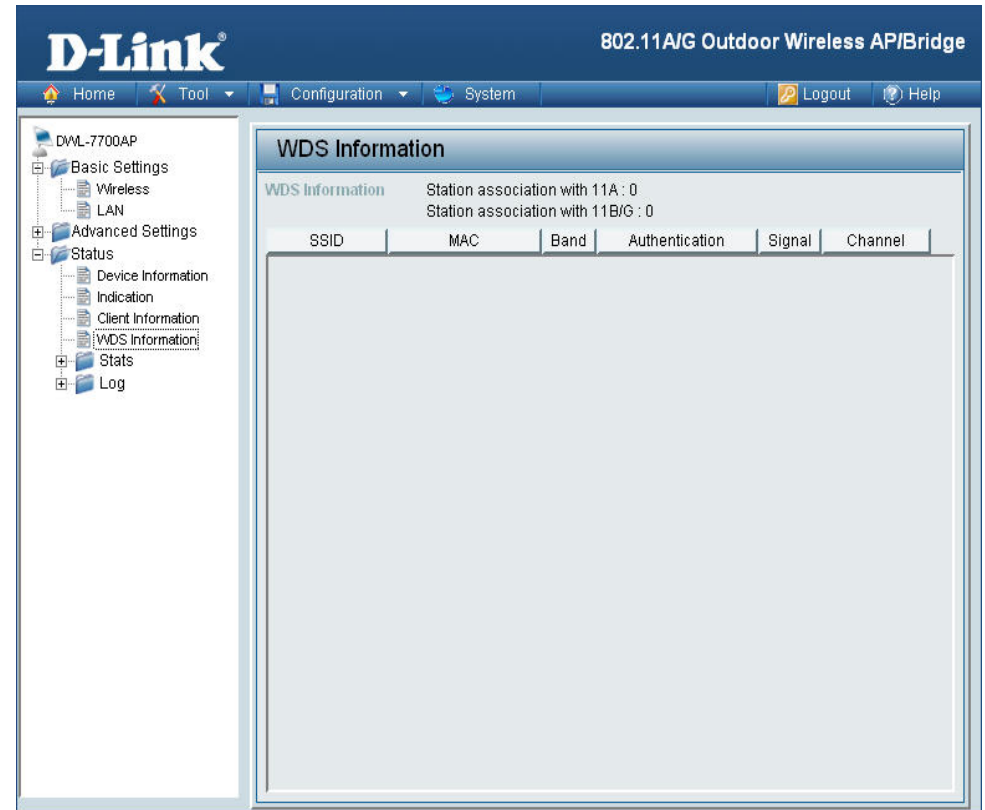 D-Link®
802.11A/G Outdoor Wireless AP/Bridge
Home Tool Configuration System Logout Help
DWL-7700AP
Basic Settings
Wireless
LAN
Advanced Settings
Status
Device Information
Indication
Client Information
WDS Information
Stats
Log
WDS Information
WDS Information Station association with 11A : 0
Station association with 11B/G : 0
SSID MAC Band Authentication Signal Channel